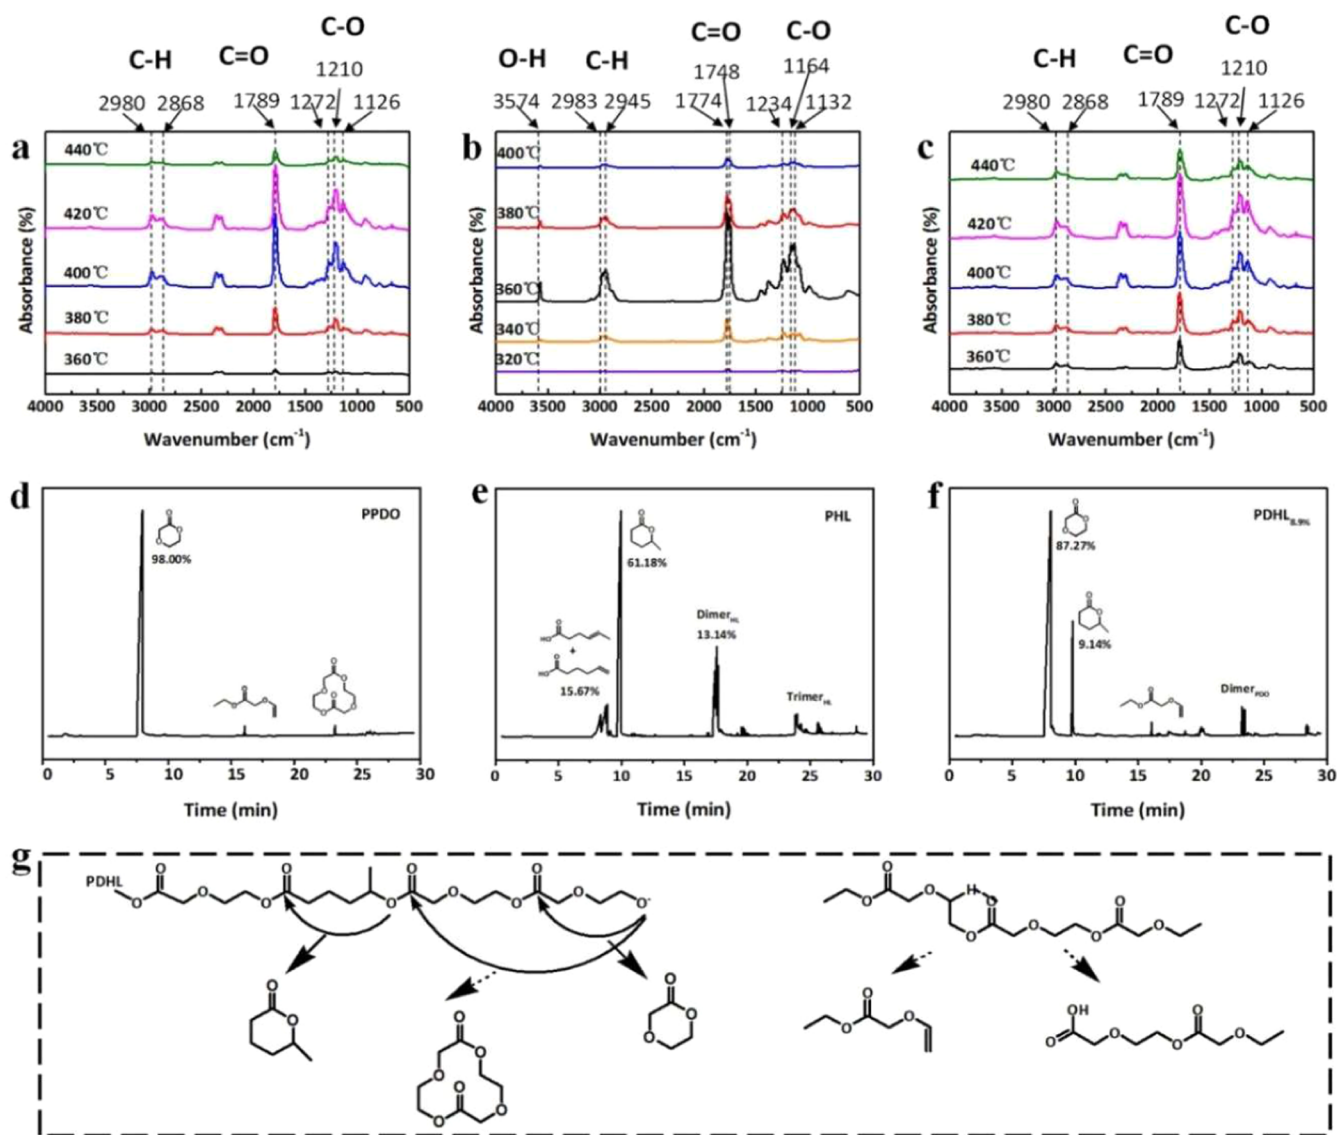 C-H C=O C-O
1210
2980 2868 1789 1272 1126
O-H C-H C=O C-O
1748 1164
3574 2983 2945 1774 1234 1132
C-H C=O C-O
1210
2980 2868 1789 1272 1126
a
440℃
420℃
400℃
380℃
360℃
Absorbance (%)
4000 3500 3000 2500 2000 1500 1000 500
Wavenumber (cm⁻¹)
b
400℃
380℃
360℃
340℃
320℃
Absorbance (%)
4000 3500 3000 2500 2000 1500 1000 500
Wavenumber (cm⁻¹)
c
440℃
420℃
400℃
380℃
360℃
Absorbance (%)
4000 3500 3000 2500 2000 1500 1000 500
Wavenumber (cm⁻¹)
d
PPDO
98.00%
0 5 10 15 20 25 30
Time (min)
e
PHL
61.18%
Dimer HL
13.14%
+
15.67%
Trimer HL
0 5 10 15 20 25 30
Time (min)
f
PDHL 8.9%
87.27%
9.14%
Dimer PDO
0 5 10 15 20 25 30
Time (min)
g
PDHL